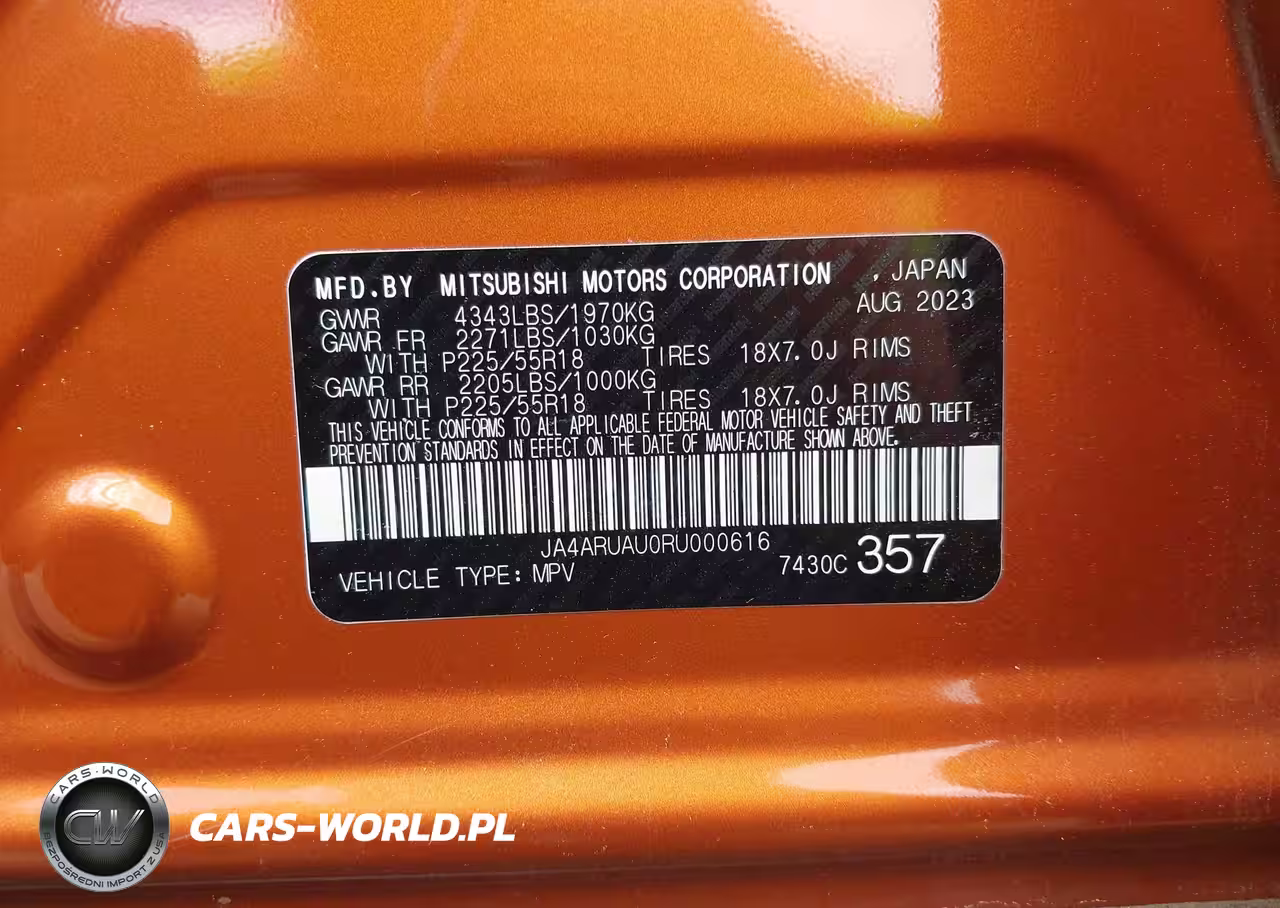 MFD.BY MITSUBISHI MOTORS CORPORATION , JAPAN
AUG 2023
GVWR 4343LBS/1970KG
GAWR FR 2271LBS/1030KG
WITH P225/55R18 TIRES 18X7.0J RIMS
GAWR RR 2205LBS/1000KG
WITH P225/55R18 TIRES 18X7.0J RIMS
THIS VEHICLE CONFORMS TO ALL APPLICABLE FEDERAL MOTOR VEHICLE SAFETY AND THEFT
PREVENTION STANDARDS IN EFFECT ON THE DATE OF MANUFACTURE SHOWN ABOVE.
JA4ARUAU0RU000616
VEHICLE TYPE: MPV 7430C 357
CARS-WORLD
CW
BEZPOŚREDNI IMPORT Z USA
CARS-WORLD.PL